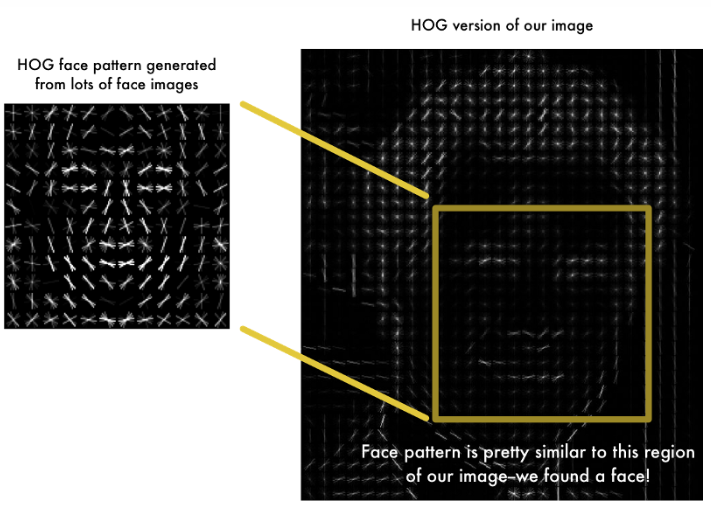 HOG version of our image
HOG face pattern generated
from lots of face images
Face pattern is pretty similar to this region
of our image–we found a face!